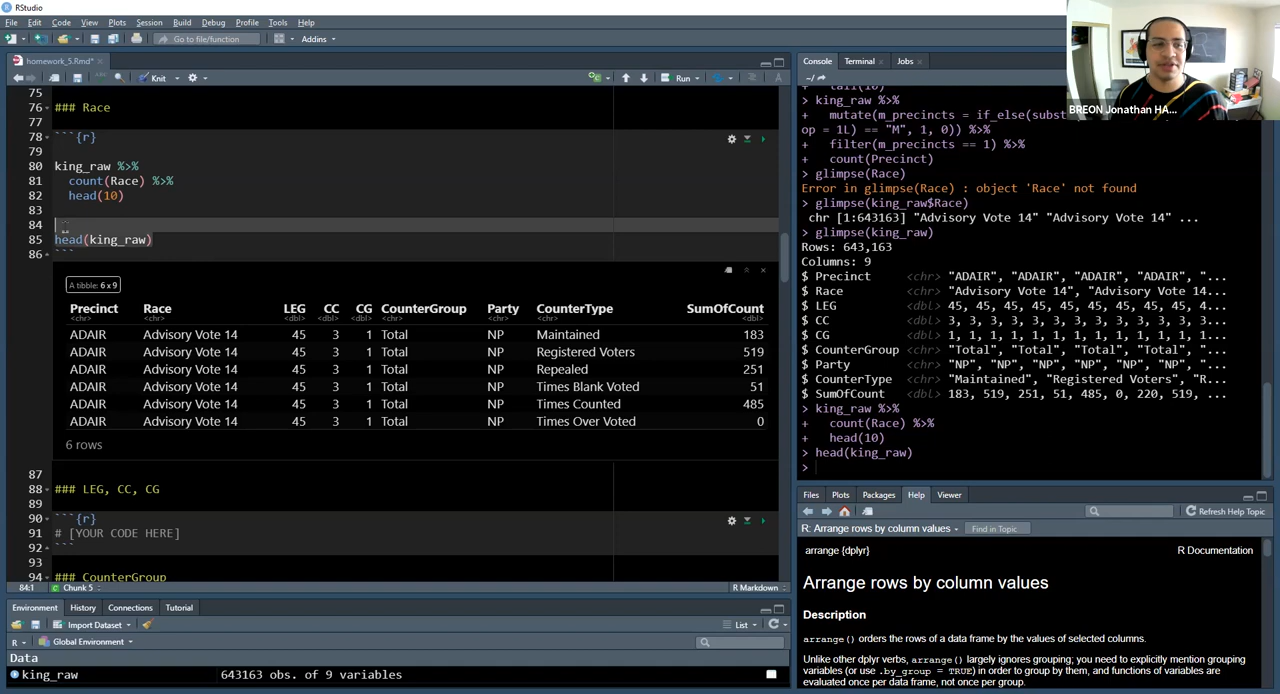 RStudio
File Edit Code View Plots Session Build Debug Profile Tools Help
Go to file/function Addins
homework_5.Rmd*
Knit Run
75
76 ### Race
77
78 ```{r}
79
80 king_raw %>%
81 count(Race) %>%
82 head(10)
83
84
85 head(king_raw)
86 ```
A tibble: 6 x 9
Precinct Race LEG CC CG CounterGroup Party CounterType SumOfCount
<chr> <chr> <dbl> <dbl> <dbl> <chr> <chr> <chr> <dbl>
ADAIR Advisory Vote 14 45 3 1 Total NP Maintained 183
ADAIR Advisory Vote 14 45 3 1 Total NP Registered Voters 519
ADAIR Advisory Vote 14 45 3 1 Total NP Repealed 251
ADAIR Advisory Vote 14 45 3 1 Total NP Times Blank Voted 51
ADAIR Advisory Vote 14 45 3 1 Total NP Times Counted 485
ADAIR Advisory Vote 14 45 3 1 Total NP Times Over Voted 0
6 rows
87
88 ### LEG, CC, CG
89
90 ```{r}
91 # [YOUR CODE HERE]
92 ```
93
94 ### CounterGroup
84:1 Chunk 5 R Markdown
Environment History Connections Tutorial
Import Dataset List
R Global Environment
Data
king_raw 643163 obs. of 9 variables
Console Terminal Jobs
~/
+ tail(10)
> king_raw %>%
+ mutate(m_precincts = if_else(subst
op = 1L) == "M", 1, 0)) %>%
+ filter(m_precincts == 1) %>%
+ count(Precinct)
> glimpse(Race)
Error in glimpse(Race) : object 'Race' not found
> glimpse(king_raw$Race)
chr [1:643163] "Advisory Vote 14" "Advisory Vote 14" ...
> glimpse(king_raw)
Rows: 643,163
Columns: 9
$ Precinct <chr> "ADAIR", "ADAIR", "ADAIR", "ADAIR", "...
$ Race <chr> "Advisory Vote 14", "Advisory Vote 14...
$ LEG <dbl> 45, 45, 45, 45, 45, 45, 45, 45, 45, 4...
$ CC <dbl> 3, 3, 3, 3, 3, 3, 3, 3, 3, 3, 3, 3, 3...
$ CG <dbl> 1, 1, 1, 1, 1, 1, 1, 1, 1, 1, 1, 1, 1...
$ CounterGroup <chr> "Total", "Total", "Total", "Total", "...
$ Party <chr> "NP", "NP", "NP", "NP", "NP", "NP", "...
$ CounterType <chr> "Maintained", "Registered Voters", "R...
$ SumOfCount <dbl> 183, 519, 251, 51, 485, 0, 220, 519, ...
> king_raw %>%
+ count(Race) %>%
+ head(10)
> head(king_raw)
>
BREON Jonathan HA...
Files Plots Packages Help Viewer
Refresh Help Topic
R: Arrange rows by column values Find in Topic
arrange {dplyr} R Documentation
Arrange rows by column values
Description
arrange() orders the rows of a data frame by the values of selected columns.
Unlike other dplyr verbs, arrange() largely ignores grouping; you need to explicitly mention grouping
variables (or use .by_group = TRUE) in order to group by them, and functions of variables are
evaluated once per data frame, not once per group.